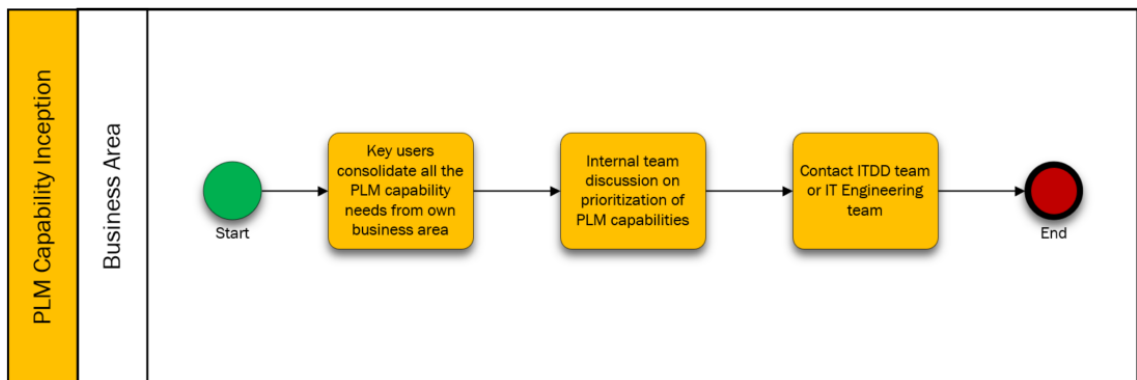 PLM Capability Inception
Business Area
Start
Key users
consolidate all the
PLM capability
needs from own
business area
Internal team
discussion on
prioritization of
PLM capabilities
Contact ITDD team
or IT Engineering
team
End